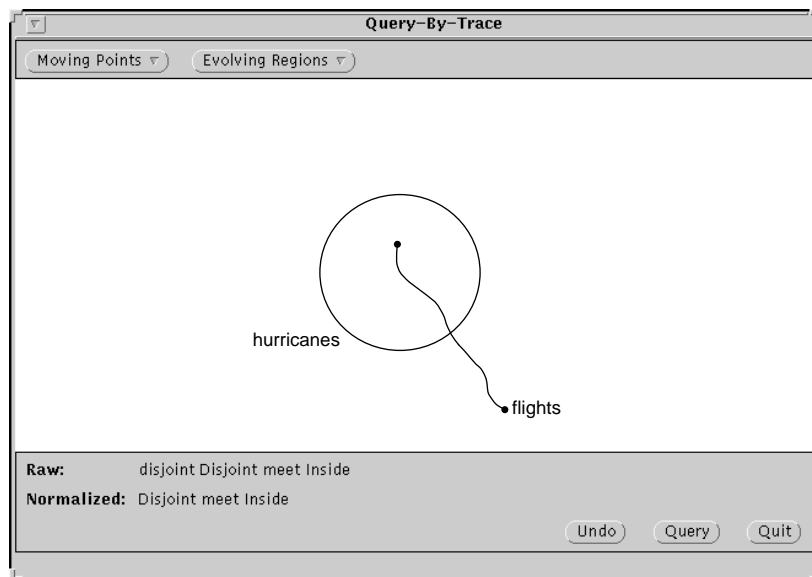 Query-By-Trace
Moving Points Evolving Regions
hurricanes
flights
Raw: disjoint Disjoint meet Inside
Normalized: Disjoint meet Inside
Undo Query Quit